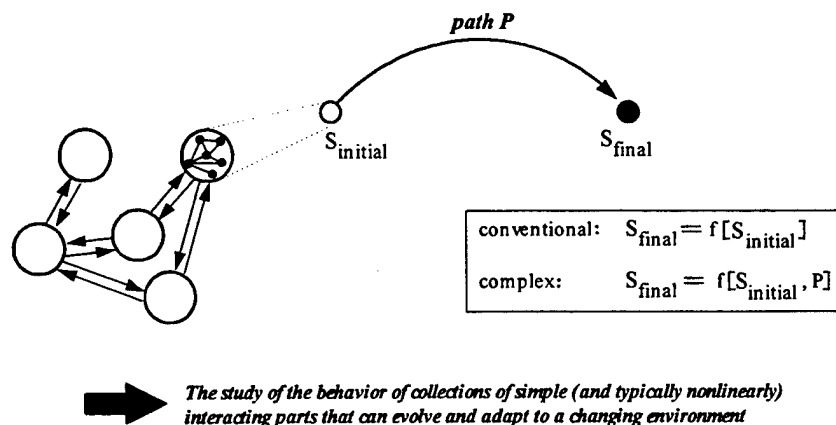 path P
S_initial
S_final
conventional: S_final = f[S_initial]
complex: S_final = f[S_initial, P]
The study of the behavior of collections of simple (and typically nonlinearly)
interacting parts that can evolve and adapt to a changing environment